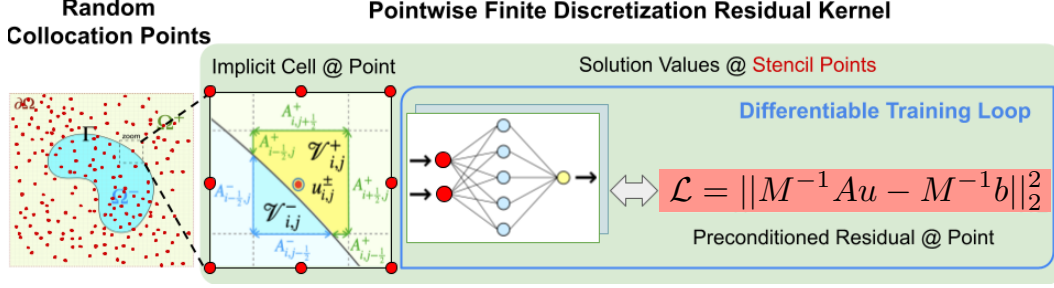 Random
Collocation Points
Pointwise Finite Discretization Residual Kernel
Implicit Cell @ Point
Solution Values @ Stencil Points
Differentiable Training Loop
∂Ω
Ω⁺
Γ
zoom
Ω⁻
A⁺_{i,j+½}
A⁺_{i-½,j}
𝒱⁺_{i,j}
u^±_{i,j}
A⁻_{i-½,j}
A⁺_{i+½,j}
𝒱⁻_{i,j}
A⁻_{i,j-½}
A⁺_{i,j-½}
ℒ = ||M⁻¹Au − M⁻¹b||²₂
Preconditioned Residual @ Point